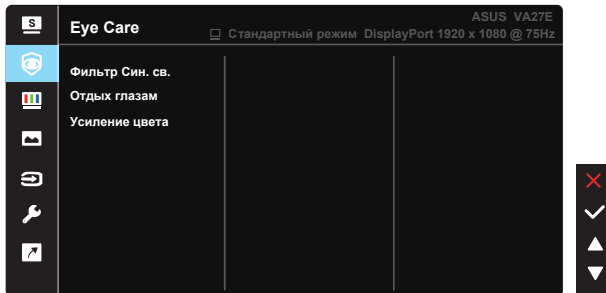 S
Eye Care
ASUS VA27E
Стандартный режим DisplayPort 1920 x 1080 @ 75Hz
Фильтр Син. св.
Отдых глазам
Усиление цвета